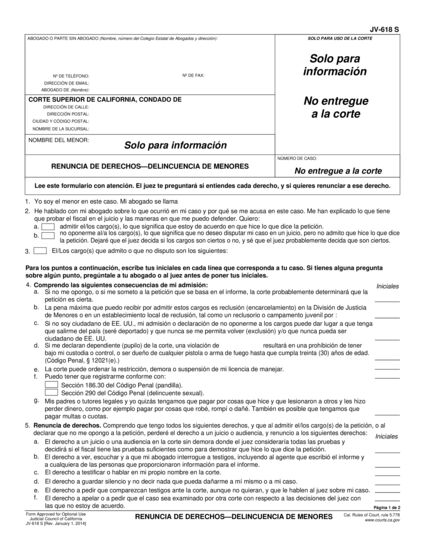 JV-618 S
ABOGADO O PARTE SIN ABOGADO (Nombre, número del Colegio Estatal de Abogados y dirección):
SOLO PARA USO DE LA CORTE
Nº DE TELÉFONO:
Nº DE FAX:
DIRECCIÓN DE EMAIL:
ABOGADO DE (Nombre):
Solo para
información
No entregue
a la corte
CORTE SUPERIOR DE CALIFORNIA, CONDADO DE
DIRECCIÓN DE CALLE:
DIRECCIÓN POSTAL:
CIUDAD Y CÓDIGO POSTAL:
NOMBRE DE LA SUCURSAL:
NOMBRE DEL MENOR:
Solo para información
RENUNCIA DE DERECHOS—DELINCUENCIA DE MENORES
NÚMERO DE CASO:
No entregue a la corte
Lee este formulario con atención. El juez te preguntará si entiendes cada derecho, y si quieres renunciar a ese derecho.
1. Yo soy el menor en este caso. Mi abogado se llama
2. He hablado con mi abogado sobre lo que ocurrió en mi caso y por qué se me acusa en este caso. Me han explicado lo que tiene
que probar el fiscal en el juicio y las maneras en que me puedo defender. Quiero:
a. admitir el/los cargo(s), lo que significa que estoy de acuerdo en que hice lo que dice la petición.
b. no oponerme al/a los cargo(s), lo que significa que no deseo disputar mi caso en un juicio, pero no admito que hice lo que dice
la petición. Dejaré que el juez decida si los cargos son ciertos o no, y sé que el juez probablemente decida que son ciertos.
3. El/Los cargo(s) que admito o que no disputo son los siguientes:
Para los puntos a continuación, escribe tus iniciales en cada línea que corresponda a tu caso. Si tienes alguna pregunta
sobre algún punto, pregúntale a tu abogado o al juez antes de poner tus iniciales.
4. Comprendo las siguientes consecuencias de mi admisión:
Iniciales
a. Si no me opongo, o si me someto a la petición que se basa en el informe, la corte probablemente determinará que la
petición es cierta.
b. La pena máxima que puedo recibir por admitir estos cargos es reclusión (encarcelamiento) en la División de Justicia
de Menores o en un establecimiento local de reclusión, tal como un reclusorio o campamento juvenil por :
c. Si no soy ciudadano de EE. UU., mi admisión o declaración de no oponerme a los cargos puede dar lugar a que tenga
que salirme del país (seré deportado) y que nunca se me permita volver (exclusión) y/o que nunca pueda ser
ciudadano de EE. UU.
d. Si me declaran dependiente (pupilo) de la corte, una violación de resultará en una prohibición de tener
bajo mi custodia o control, o ser dueño de cualquier pistola o arma de fuego hasta que cumpla treinta (30) años de edad.
(Código Penal, § 12021(e).)
e. La corte puede ordenar la restricción, demora o suspensión de mi licencia de manejar.
f. Puedo tener que registrarme conforme con:
Sección 186.30 del Código Penal (pandilla).
Sección 290 del Código Penal (delincuente sexual).
g. Mis padres o tutores legales y yo quizás tengamos que pagar por cosas que hice y que lesionaron a otros y les hizo
perder dinero, como por ejemplo pagar por cosas que robé, rompí o dañé. También es posible que tengamos que
pagar multas o cuotas.
5. Renuncia de derechos. Comprendo que tengo todos los siguientes derechos, y que al admitir el/los cargo(s) de la petición, o al
declarar que no me opongo a la petición, perderé el derecho a un juicio o audiencia, y renuncio a los siguientes derechos:
Iniciales
a. El derecho a un juicio o una audiencia en la corte sin demora donde el juez consideraría todas las pruebas y
decidirá si el fiscal tiene las pruebas suficientes como para demostrar que hice lo que dice la petición.
b. El derecho a ver, escuchar y a que mi abogado interrogue a testigos, incluyendo al agente que escribió el informe y
a cualquiera de las personas que proporcionaron información para el informe.
c. El derecho a testificar o hablar en mi propio nombre en la corte.
d. El derecho a guardar silencio y no decir nada que pueda dañarme a mí mismo o a mi caso.
e. El derecho a pedir que comparezcan testigos ante la corte, aunque no quieran, y que le hablen al juez sobre mi caso.
f. El derecho a apelar o a pedir que el caso sea examinado por otra corte con respecto a las decisiones del juez con
las que no estoy de acuerdo.
Página 1 de 2
Form Approved for Optional Use
Judicial Council of California
JV-618 S [Rev. January 1, 2014]
RENUNCIA DE DERECHOS—DELINCUENCIA DE MENORES
Cal. Rules of Court, rule 5.778
www.courts.ca.gov